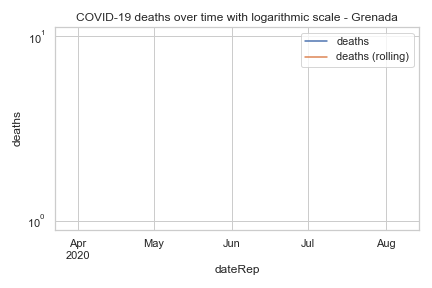 COVID-19 deaths over time with logarithmic scale - Grenada
10¹
deaths
deaths (rolling)
deaths
10⁰
Apr May Jun Jul Aug
2020
dateRep